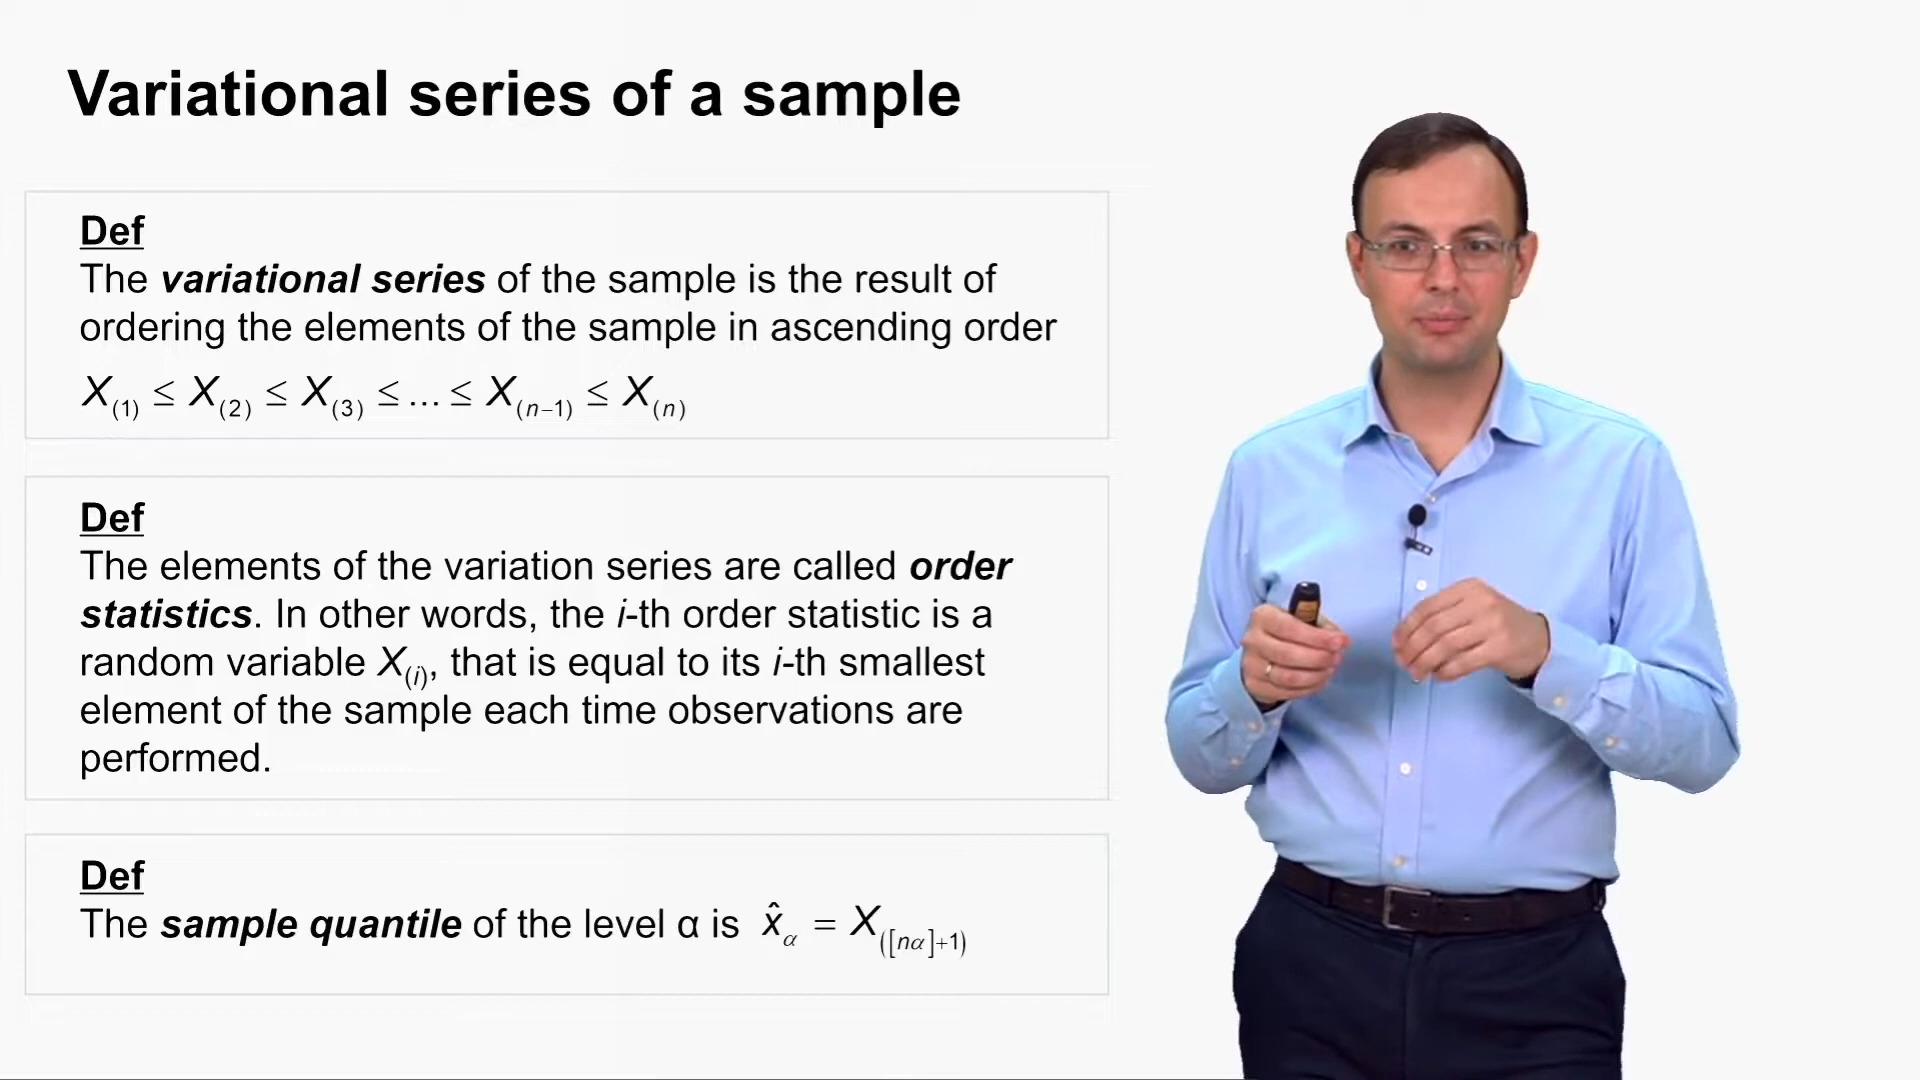 Variational series of a sample
Def
The variational series of the sample is the result of
ordering the elements of the sample in ascending order
X₍₁₎ ≤ X₍₂₎ ≤ X₍₃₎ ≤ ... ≤ X₍ₙ₋₁₎ ≤ X₍ₙ₎
Def
The elements of the variation series are called order
statistics. In other words, the i-th order statistic is a
random variable X₍ᵢ₎, that is equal to its i-th smallest
element of the sample each time observations are
performed.
Def
The sample quantile of the level α is x̂_α = X_([nα]+1)